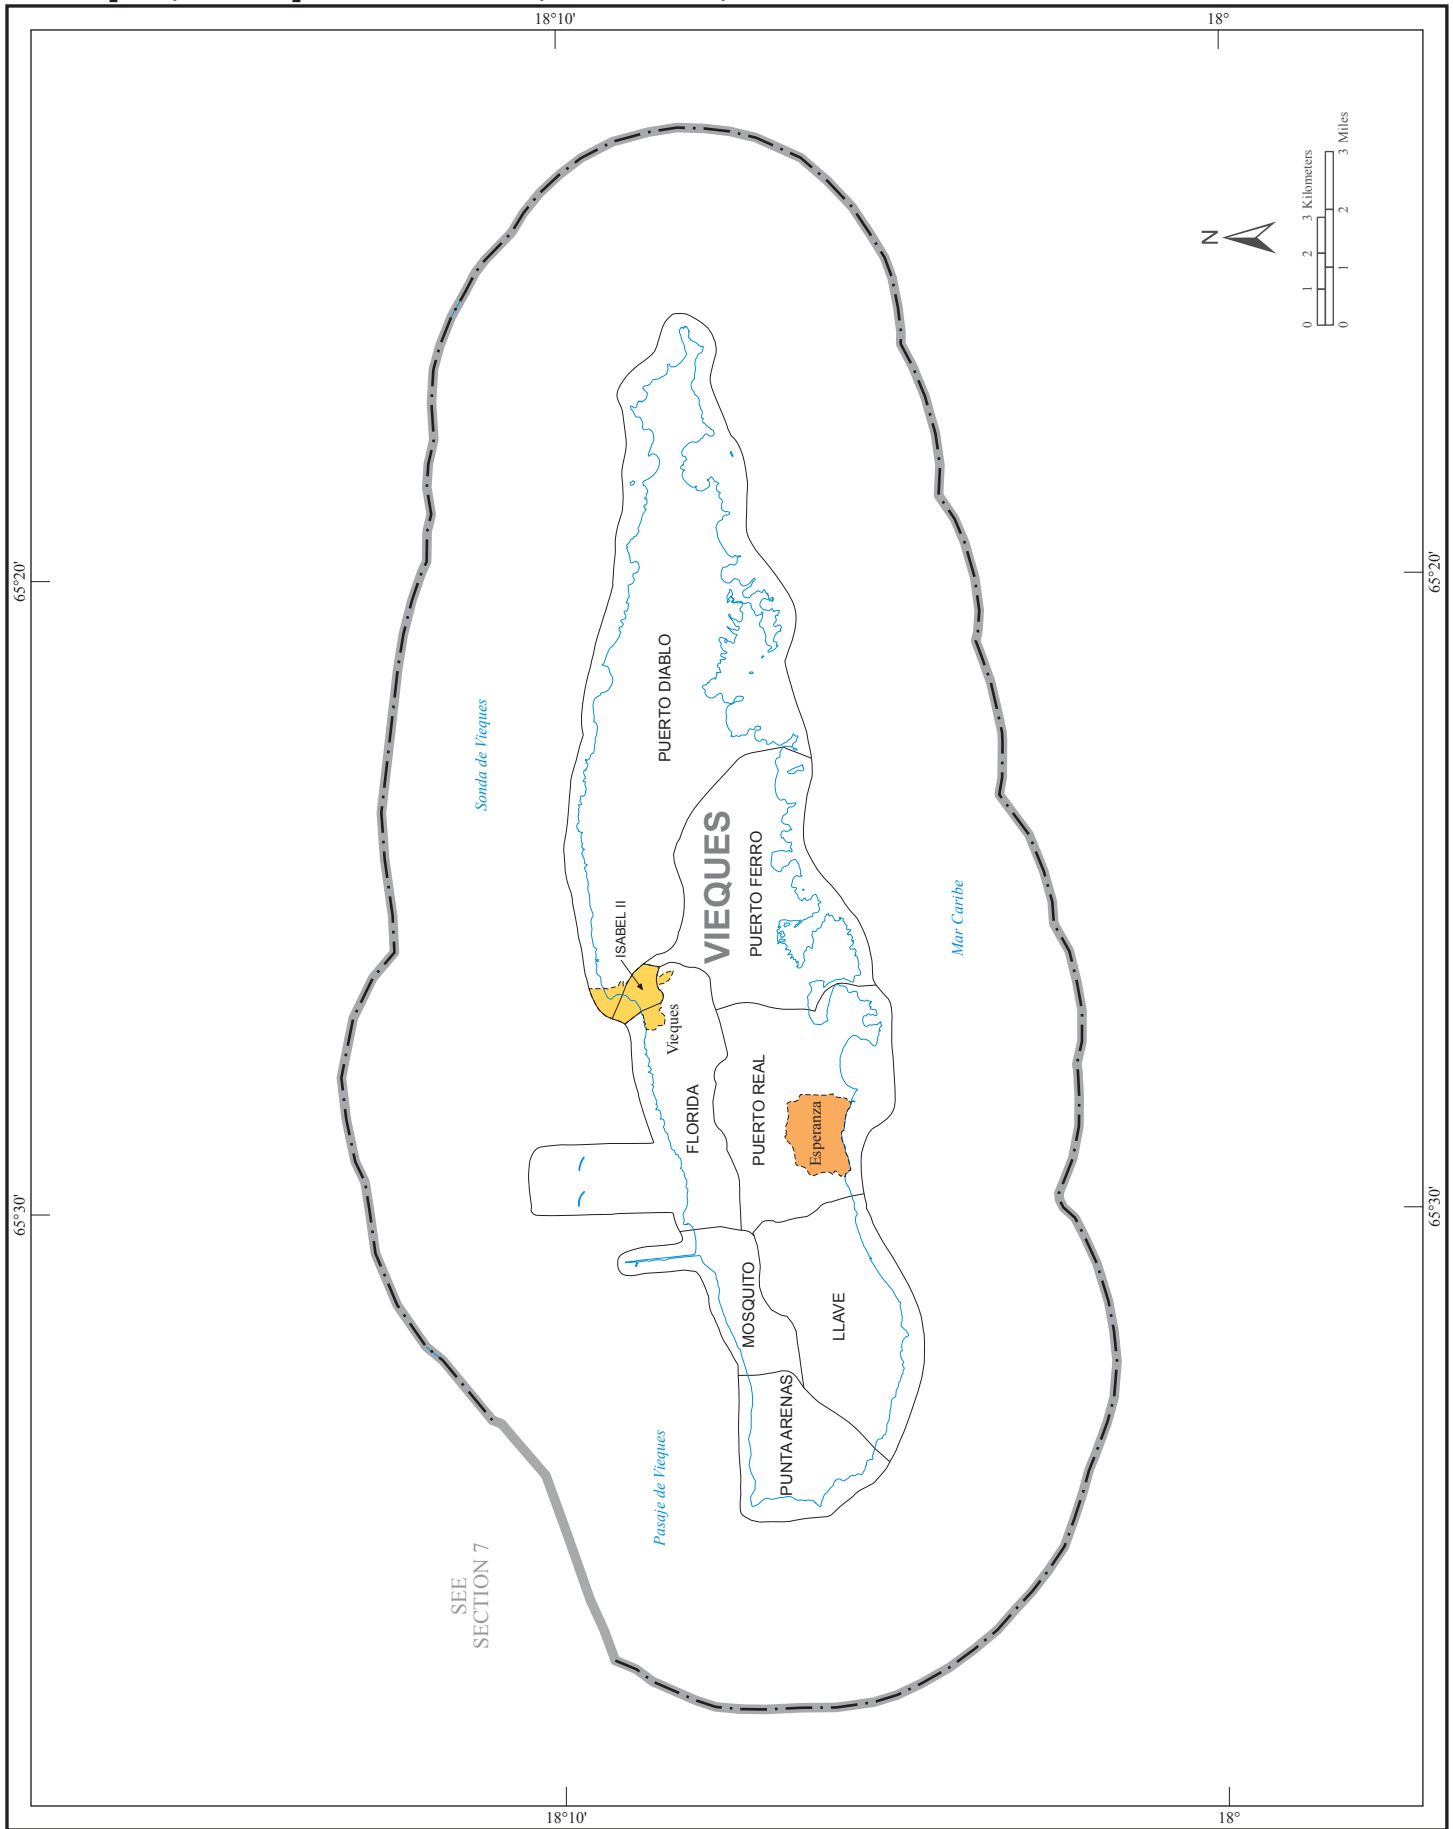 18°10'
18°
65°20'
65°20'
65°30'
65°30'
18°10'
18°
N
0 1 2 3 Kilometers
0 1 2 3 Miles
Sonda de Vieques
PUERTO DIABLO
VIEQUES
PUERTO FERRO
ISABEL II
Mar Caribe
Vieques
FLORIDA
PUERTO REAL
Esperanza
MOSQUITO
LLAVE
PUNTA ARENAS
Pasaje de Vieques
SEE
SECTION 7